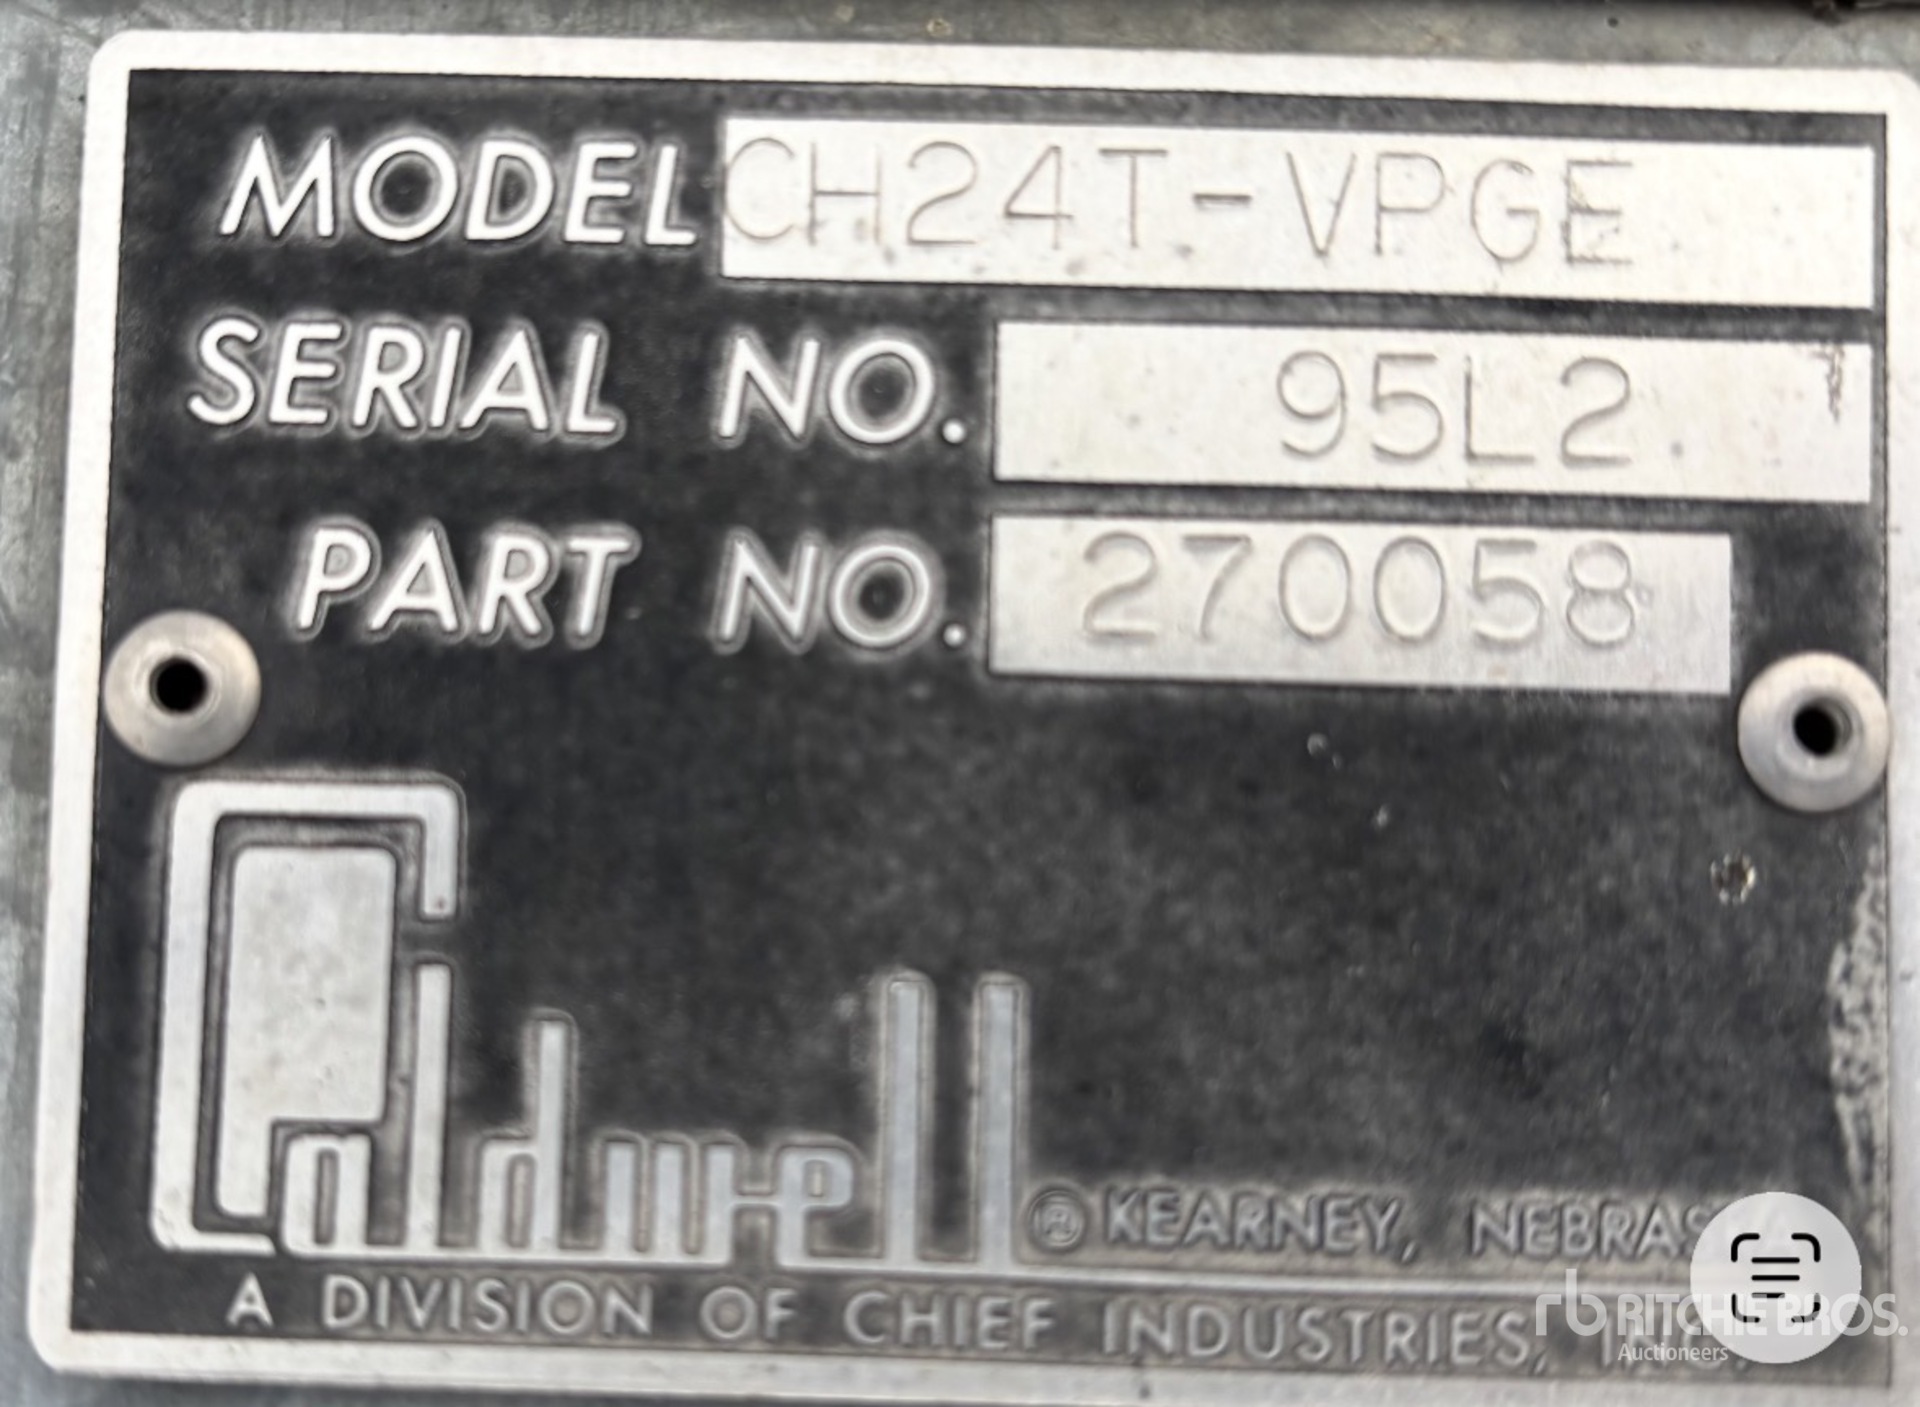 MODEL CH24T-VPGE
SERIAL NO. 95L2
PART NO. 270058
Caldwell ® KEARNEY,
A DIVISION OF CHIEF INDUSTRIES,
rb RITCHIE BROS.
Auctioneers